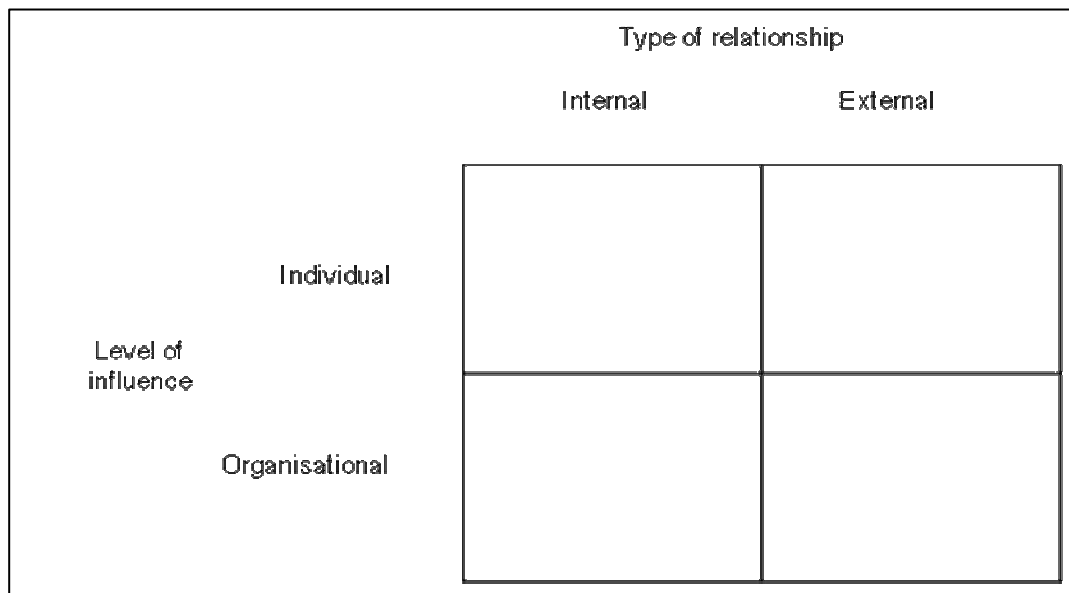 Type of relationship
Internal External
Individual
Level of
influence
Organisational